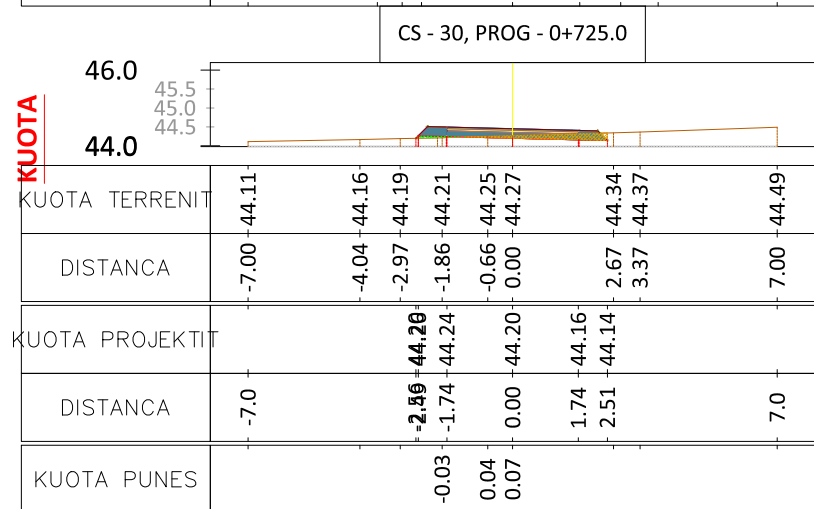 CS - 30, PROG - 0+725.0
46.0
45.5
45.0
44.5
44.0
KUOTA
KUOTA TERRENIT 44.11 44.16 44.19 44.21 44.25 44.27 44.34 44.37 44.49
DISTANCA -7.00 -4.04 -2.97 -1.86 -0.66 0.00 2.67 3.37 7.00
KUOTA PROJEKTIT 44.20 44.24 44.20 44.16 44.14
DISTANCA -7.0 -1.74 0.00 1.74 2.51 7.0
KUOTA PUNES -0.03 0.04 0.07